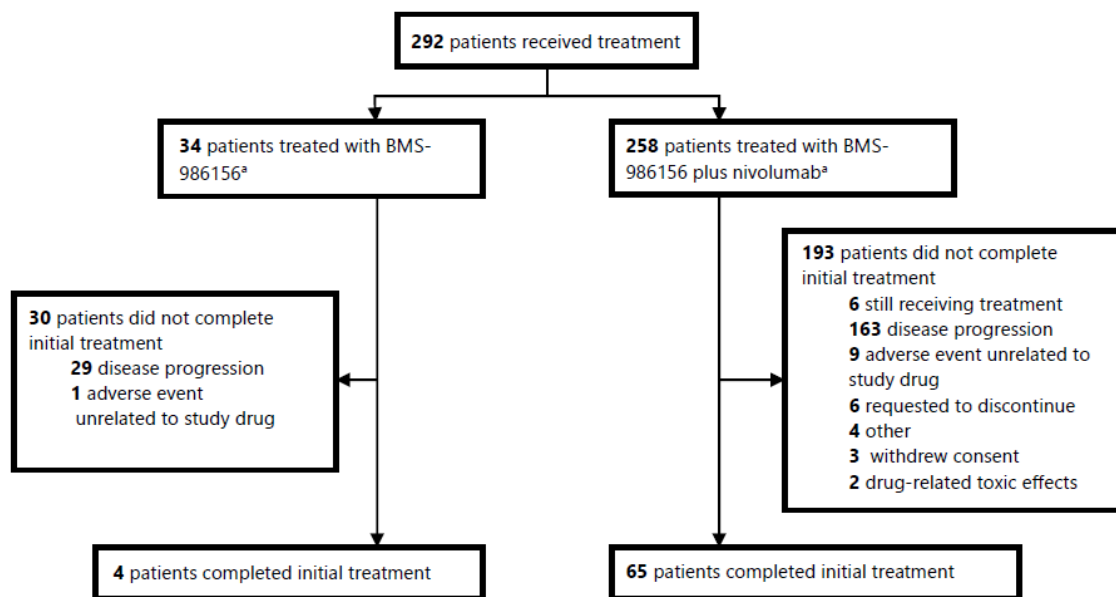 292 patients received treatment
34 patients treated with BMS-
986156ª
258 patients treated with BMS-
986156 plus nivolumabª
193 patients did not complete
initial treatment
6 still receiving treatment
163 disease progression
9 adverse event unrelated to
study drug
6 requested to discontinue
4 other
3 withdrew consent
2 drug-related toxic effects
30 patients did not complete
initial treatment
29 disease progression
1 adverse event
unrelated to study drug
4 patients completed initial treatment
65 patients completed initial treatment